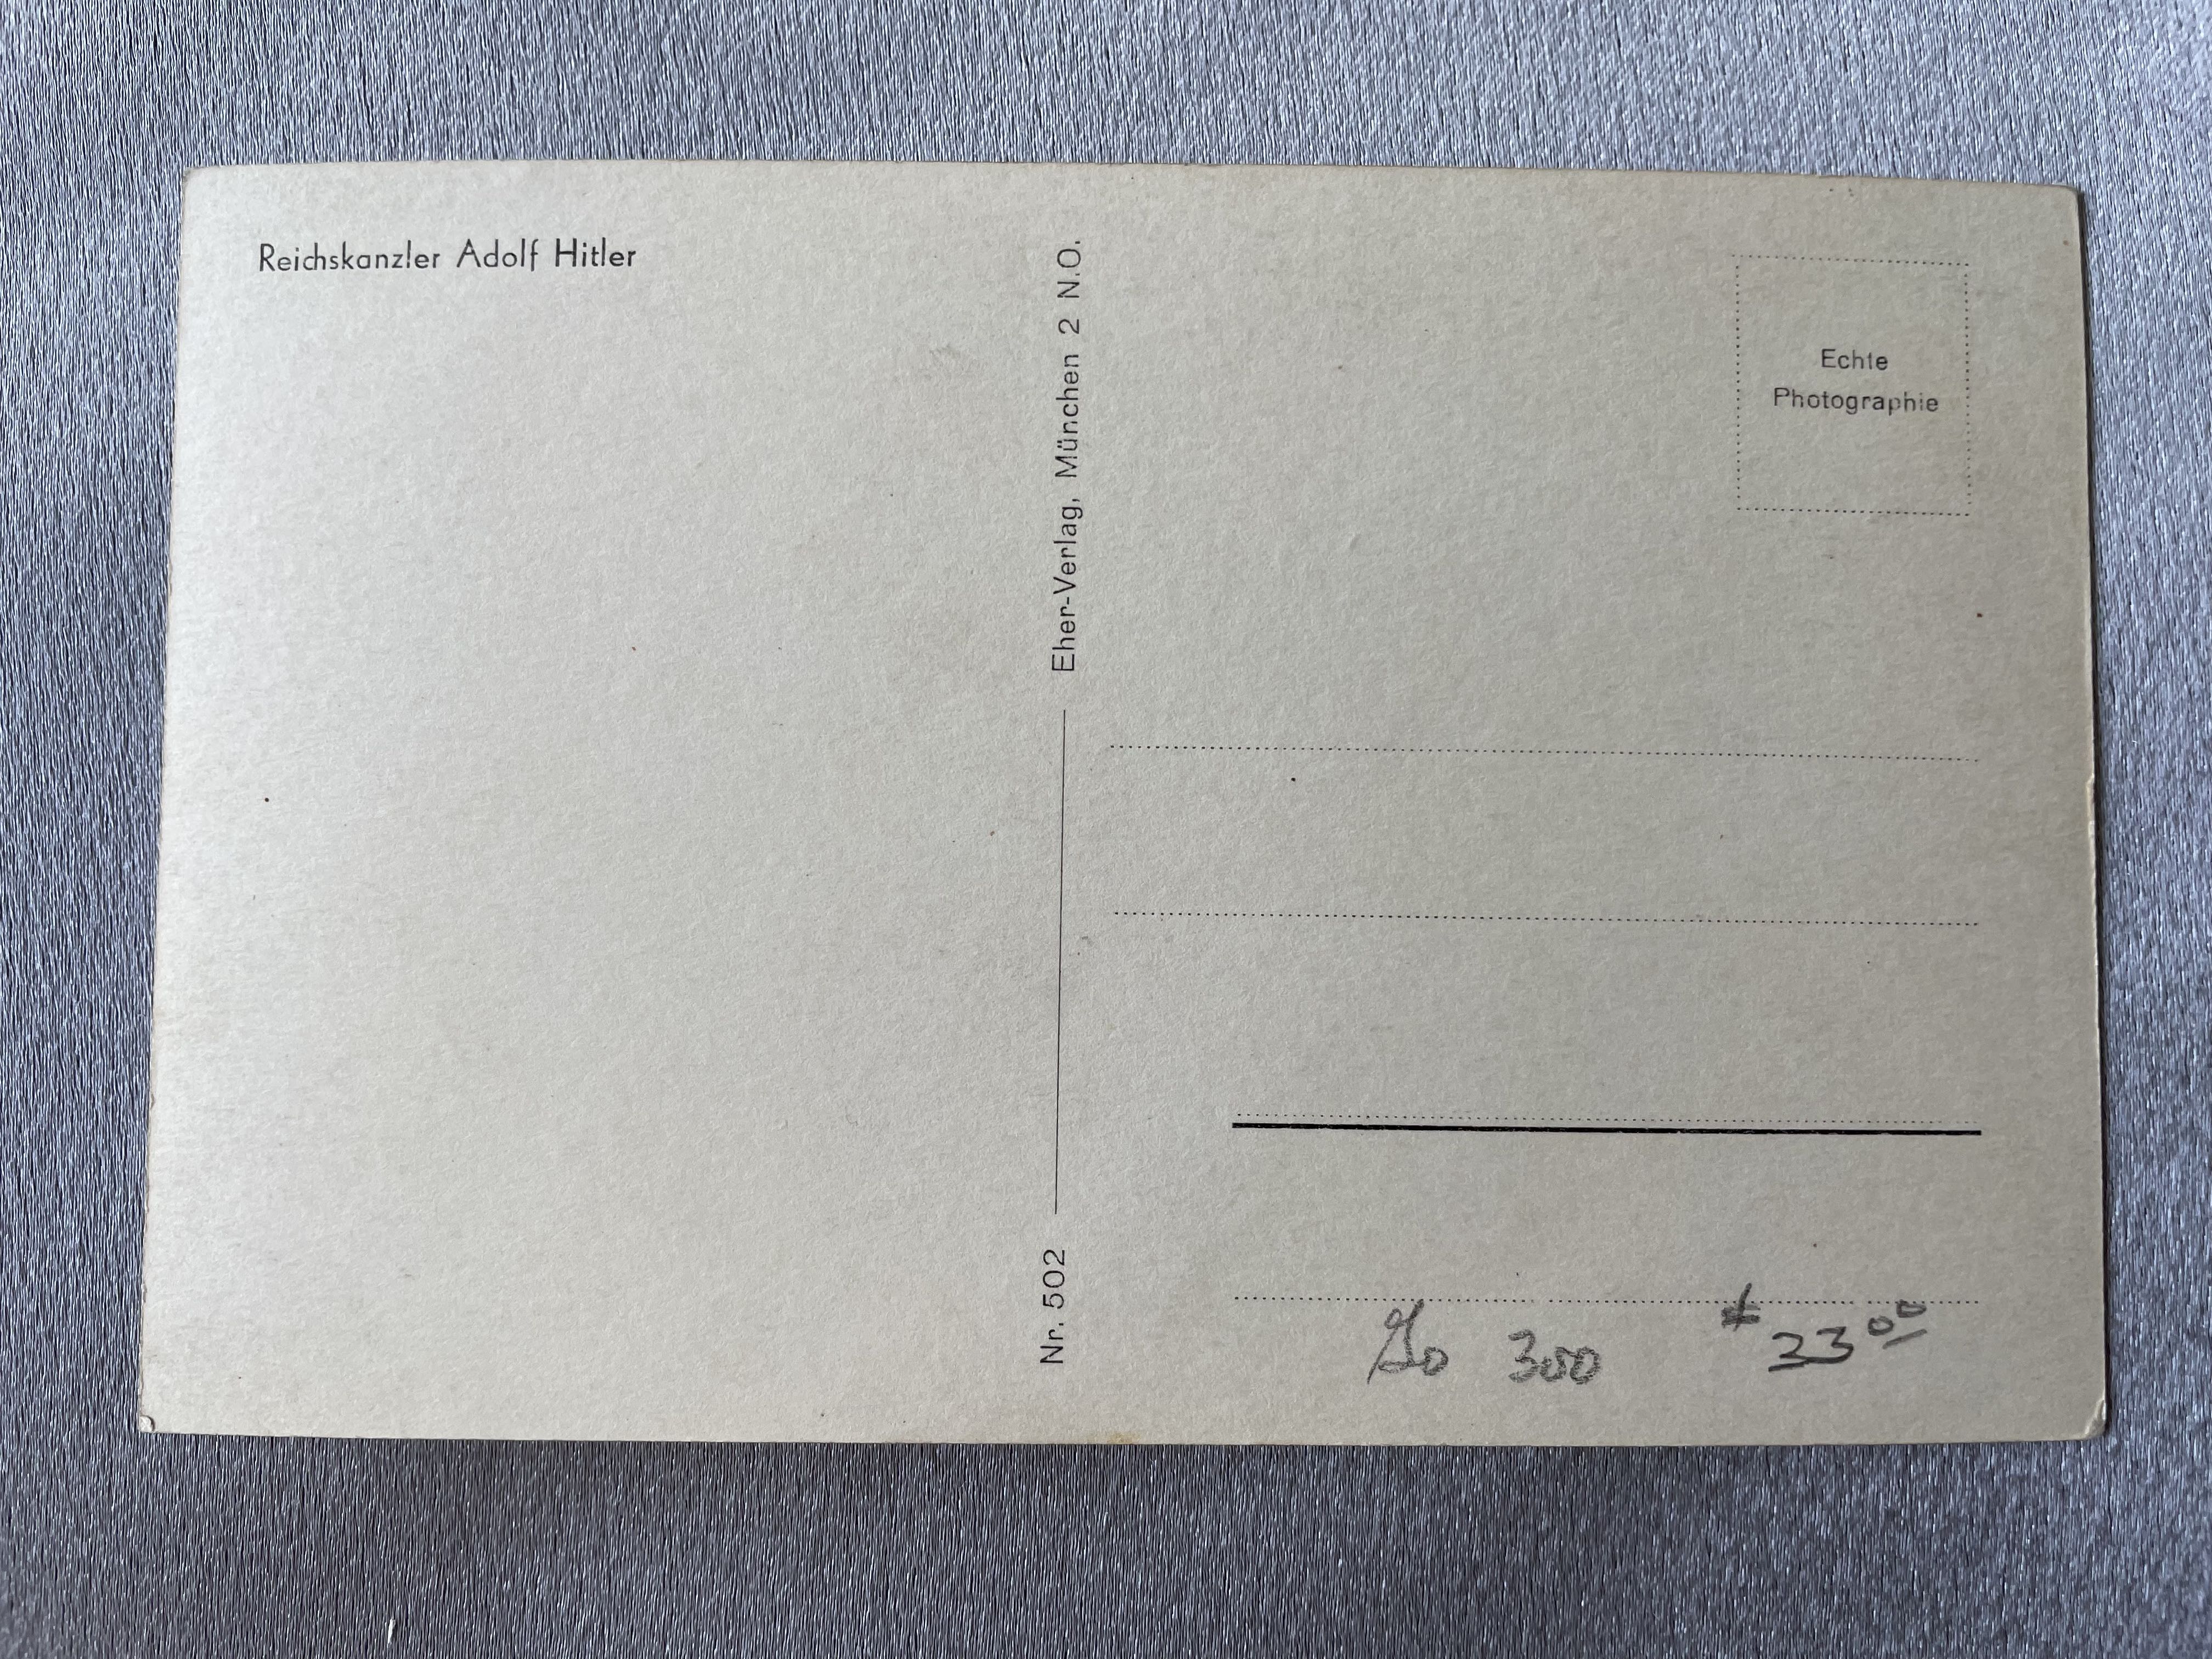 Reichskanzler Adolf Hitler
Eher-Verlag, München 2 N.O.
Nr. 502
Echte
Photographie
300
33⁰⁰